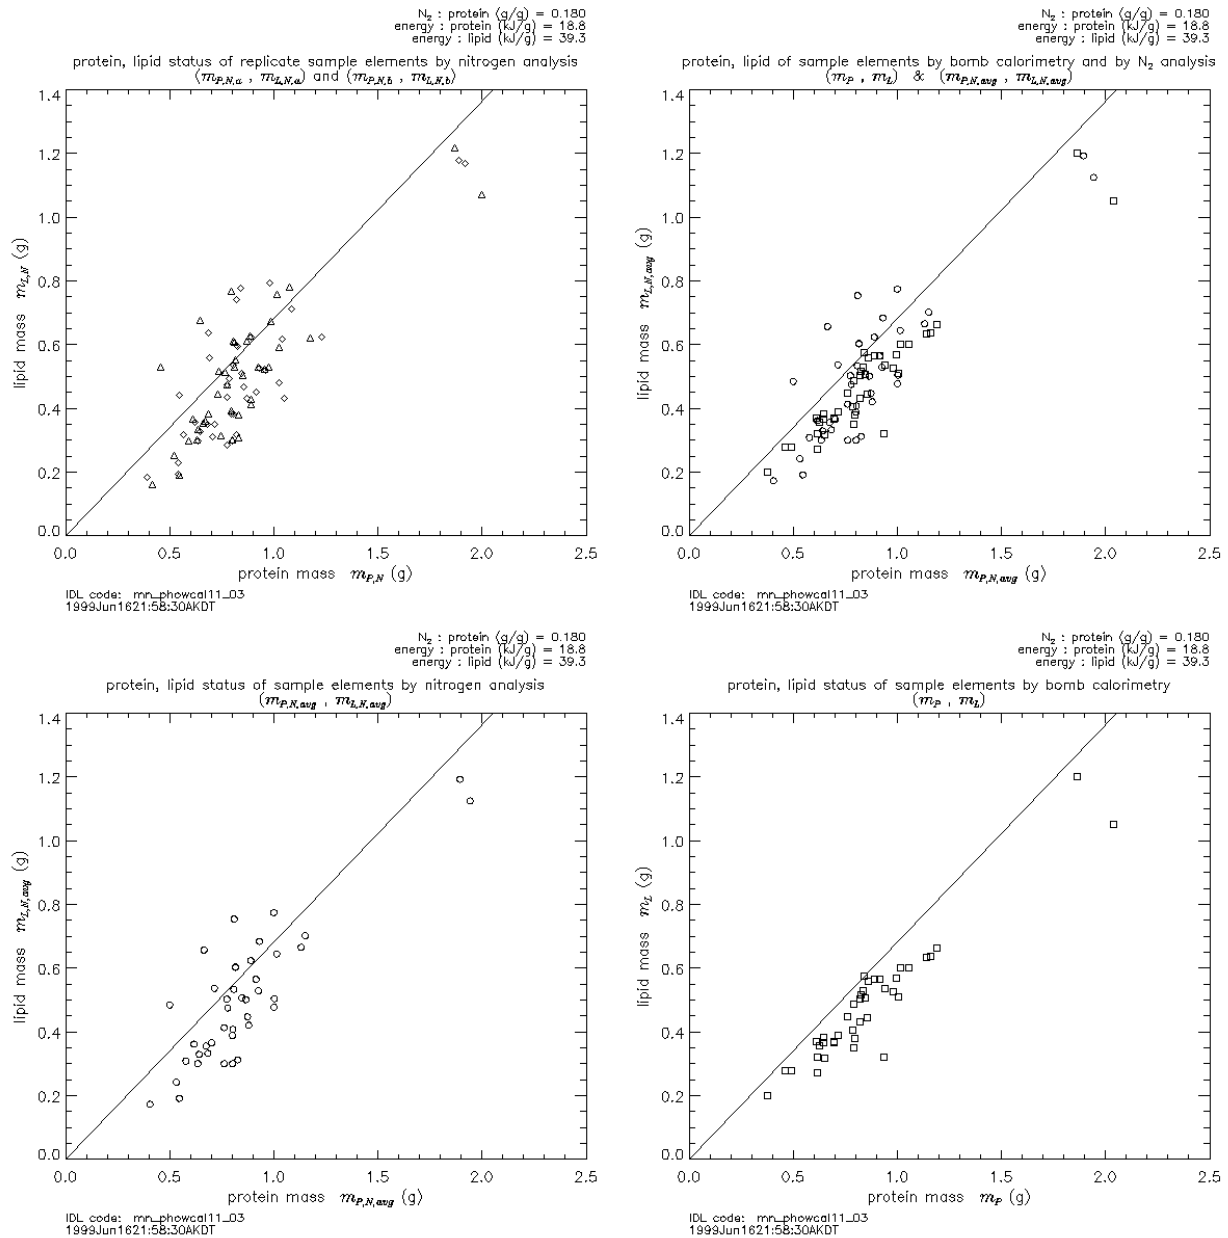 N₂ : protein (g/g) = 0.180
energy : protein (kJ/g) = 18.8
energy : lipid (kJ/g) = 39.3
protein, lipid status of replicate sample elements by nitrogen analysis
(m_P,N,a , m_L,N,a) and (m_P,N,b , m_L,N,b)
1.4
1.2
1.0
0.8
0.6
0.4
0.2
0.0
lipid mass m_L,N (g)
0.0 0.5 1.0 1.5 2.0 2.5
protein mass m_P,N (g)
IDL code: mn_phowcal11_03
1999Jun1621:58:30AKDT
N₂ : protein (g/g) = 0.180
energy : protein (kJ/g) = 18.8
energy : lipid (kJ/g) = 39.3
protein, lipid of sample elements by bomb calorimetry and by N₂ analysis
(m_P , m_L) & (m_P,N,avg , m_L,N,avg)
1.4
1.2
1.0
0.8
0.6
0.4
0.2
0.0
lipid mass m_L,N,avg (g)
0.0 0.5 1.0 1.5 2.0 2.5
protein mass m_P,N,avg (g)
IDL code: mn_phowcal11_03
1999Jun1621:58:30AKDT
N₂ : protein (g/g) = 0.180
energy : protein (kJ/g) = 18.8
energy : lipid (kJ/g) = 39.3
protein, lipid status of sample elements by nitrogen analysis
(m_P,N,avg , m_L,N,avg)
1.4
1.2
1.0
0.8
0.6
0.4
0.2
0.0
lipid mass m_L,N,avg (g)
0.0 0.5 1.0 1.5 2.0 2.5
protein mass m_P,N,avg (g)
IDL code: mn_phowcal11_03
1999Jun1621:58:30AKDT
N₂ : protein (g/g) = 0.180
energy : protein (kJ/g) = 18.8
energy : lipid (kJ/g) = 39.3
protein, lipid status of sample elements by bomb calorimetry
(m_P , m_L)
1.4
1.2
1.0
0.8
0.6
0.4
0.2
0.0
lipid mass m_L (g)
0.0 0.5 1.0 1.5 2.0 2.5
protein mass m_P (g)
IDL code: mn_phowcal11_03
1999Jun1621:58:30AKDT